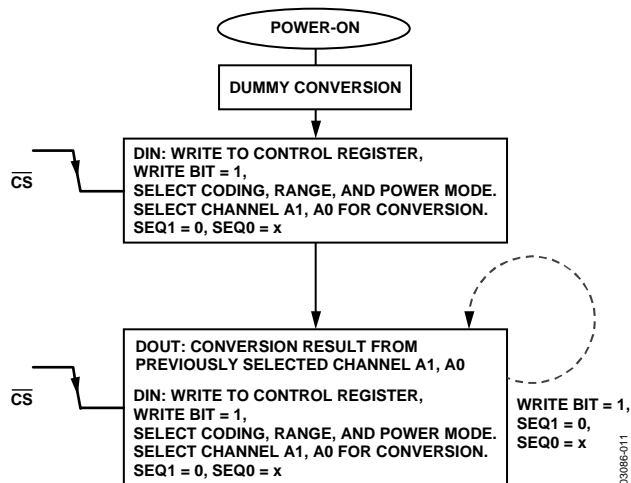 POWER-ON
DUMMY CONVERSION
CS
DIN: WRITE TO CONTROL REGISTER,
WRITE BIT = 1,
SELECT CODING, RANGE, AND POWER MODE.
SELECT CHANNEL A1, A0 FOR CONVERSION.
SEQ1 = 0, SEQ0 = x
CS
DOUT: CONVERSION RESULT FROM
PREVIOUSLY SELECTED CHANNEL A1, A0
DIN: WRITE TO CONTROL REGISTER,
WRITE BIT = 1,
SELECT CODING, RANGE, AND POWER MODE.
SELECT CHANNEL A1, A0 FOR CONVERSION.
SEQ1 = 0, SEQ0 = x
WRITE BIT = 1,
SEQ1 = 0,
SEQ0 = x
03086-011